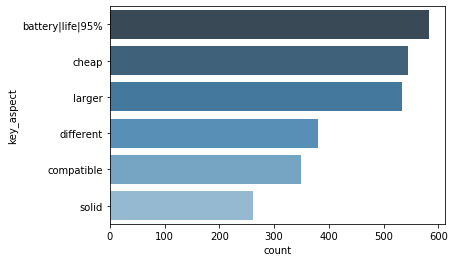 battery|life|95%
cheap
larger
different
compatible
solid
key_aspect
0 100 200 300 400 500 600
count